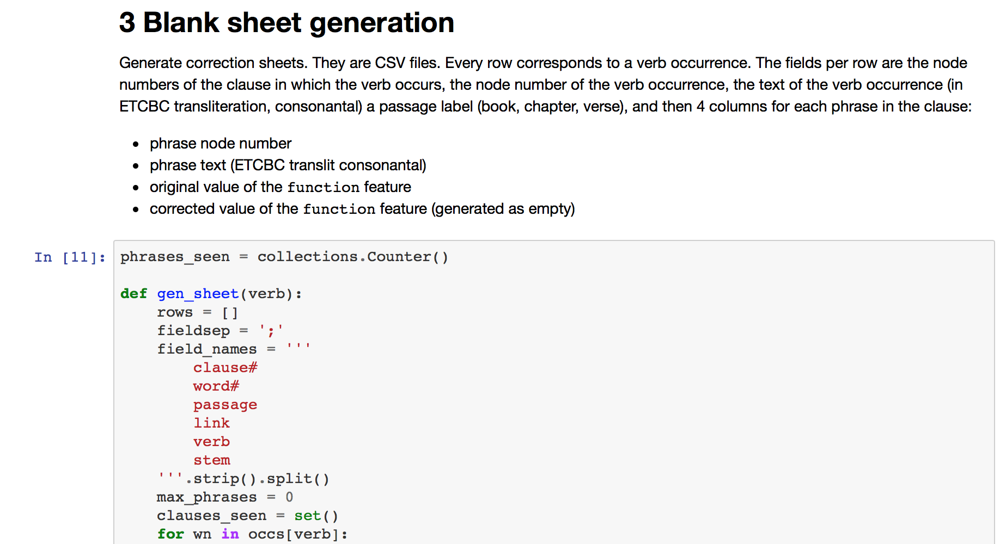 3 Blank sheet generation
Generate correction sheets. They are CSV files. Every row corresponds to a verb occurrence. The fields per row are the node
numbers of the clause in which the verb occurs, the node number of the verb occurrence, the text of the verb occurrence (in
ETCBC transliteration, consonantal) a passage label (book, chapter, verse), and then 4 columns for each phrase in the clause:
• phrase node number
• phrase text (ETCBC translit consonantal)
• original value of the function feature
• corrected value of the function feature (generated as empty)
In [11]: phrases_seen = collections.Counter()
def gen_sheet(verb):
    rows = []
    fieldsep = ';'
    field_names = '''
        clause#
        word#
        passage
        link
        verb
        stem
    '''.strip().split()
    max_phrases = 0
    clauses_seen = set()
    for wn in occs[verb]: